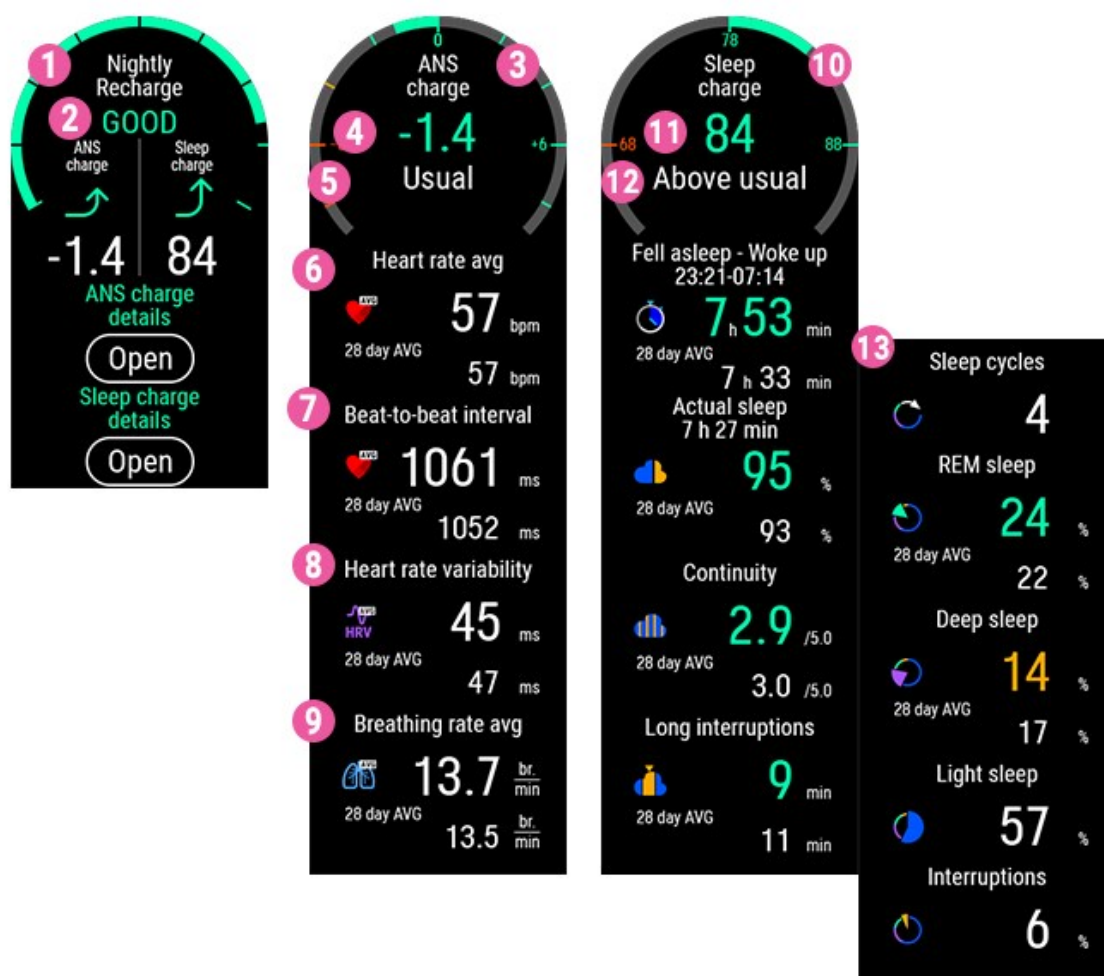 1
Nightly
Recharge
2
GOOD
ANS
charge
Sleep
charge
-1.4
84
ANS charge
details
Open
Sleep charge
details
Open
0
ANS
charge
3
4
-1.4
+6
5
Usual
6
Heart rate avg
AVG
57 bpm
28 day AVG
57 bpm
7
Beat-to-beat interval
AVG
1061 ms
28 day AVG
1052 ms
8
Heart rate variability
AVG
HRV
45 ms
28 day AVG
47 ms
9
Breathing rate avg
AVG
13.7 br.
min
28 day AVG
13.5 br.
min
78
Sleep
charge
10
68
11
84
88
12
Above usual
Fell asleep - Woke up
23:21-07:14
7 h 53 min
28 day AVG
7 h 33 min
Actual sleep
7 h 27 min
95 %
28 day AVG
93 %
Continuity
2.9 /5.0
28 day AVG
3.0 /5.0
Long interruptions
9 min
28 day AVG
11 min
13
Sleep cycles
4
REM sleep
24 %
28 day AVG
22 %
Deep sleep
14 %
28 day AVG
17 %
Light sleep
57 %
Interruptions
6 %